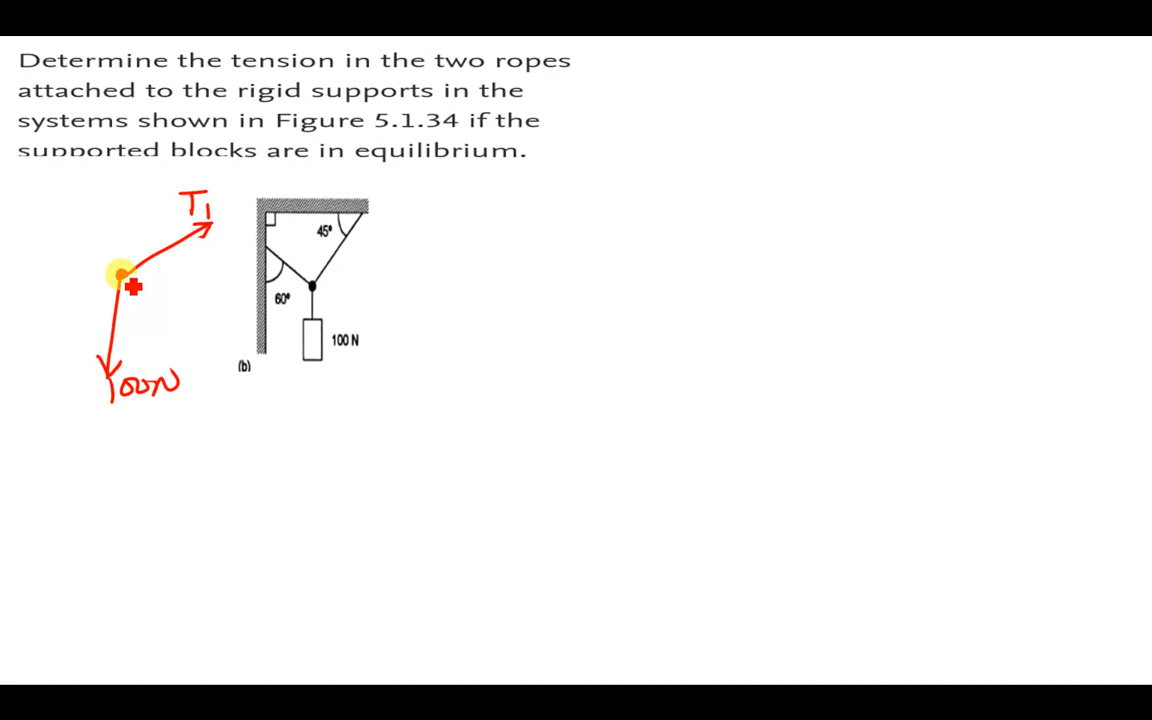 Determine the tension in the two ropes
attached to the rigid supports in the
systems shown in Figure 5.1.34 if the
supported blocks are in equilibrium.
T1
45°
60°
100 N
(b)
100N